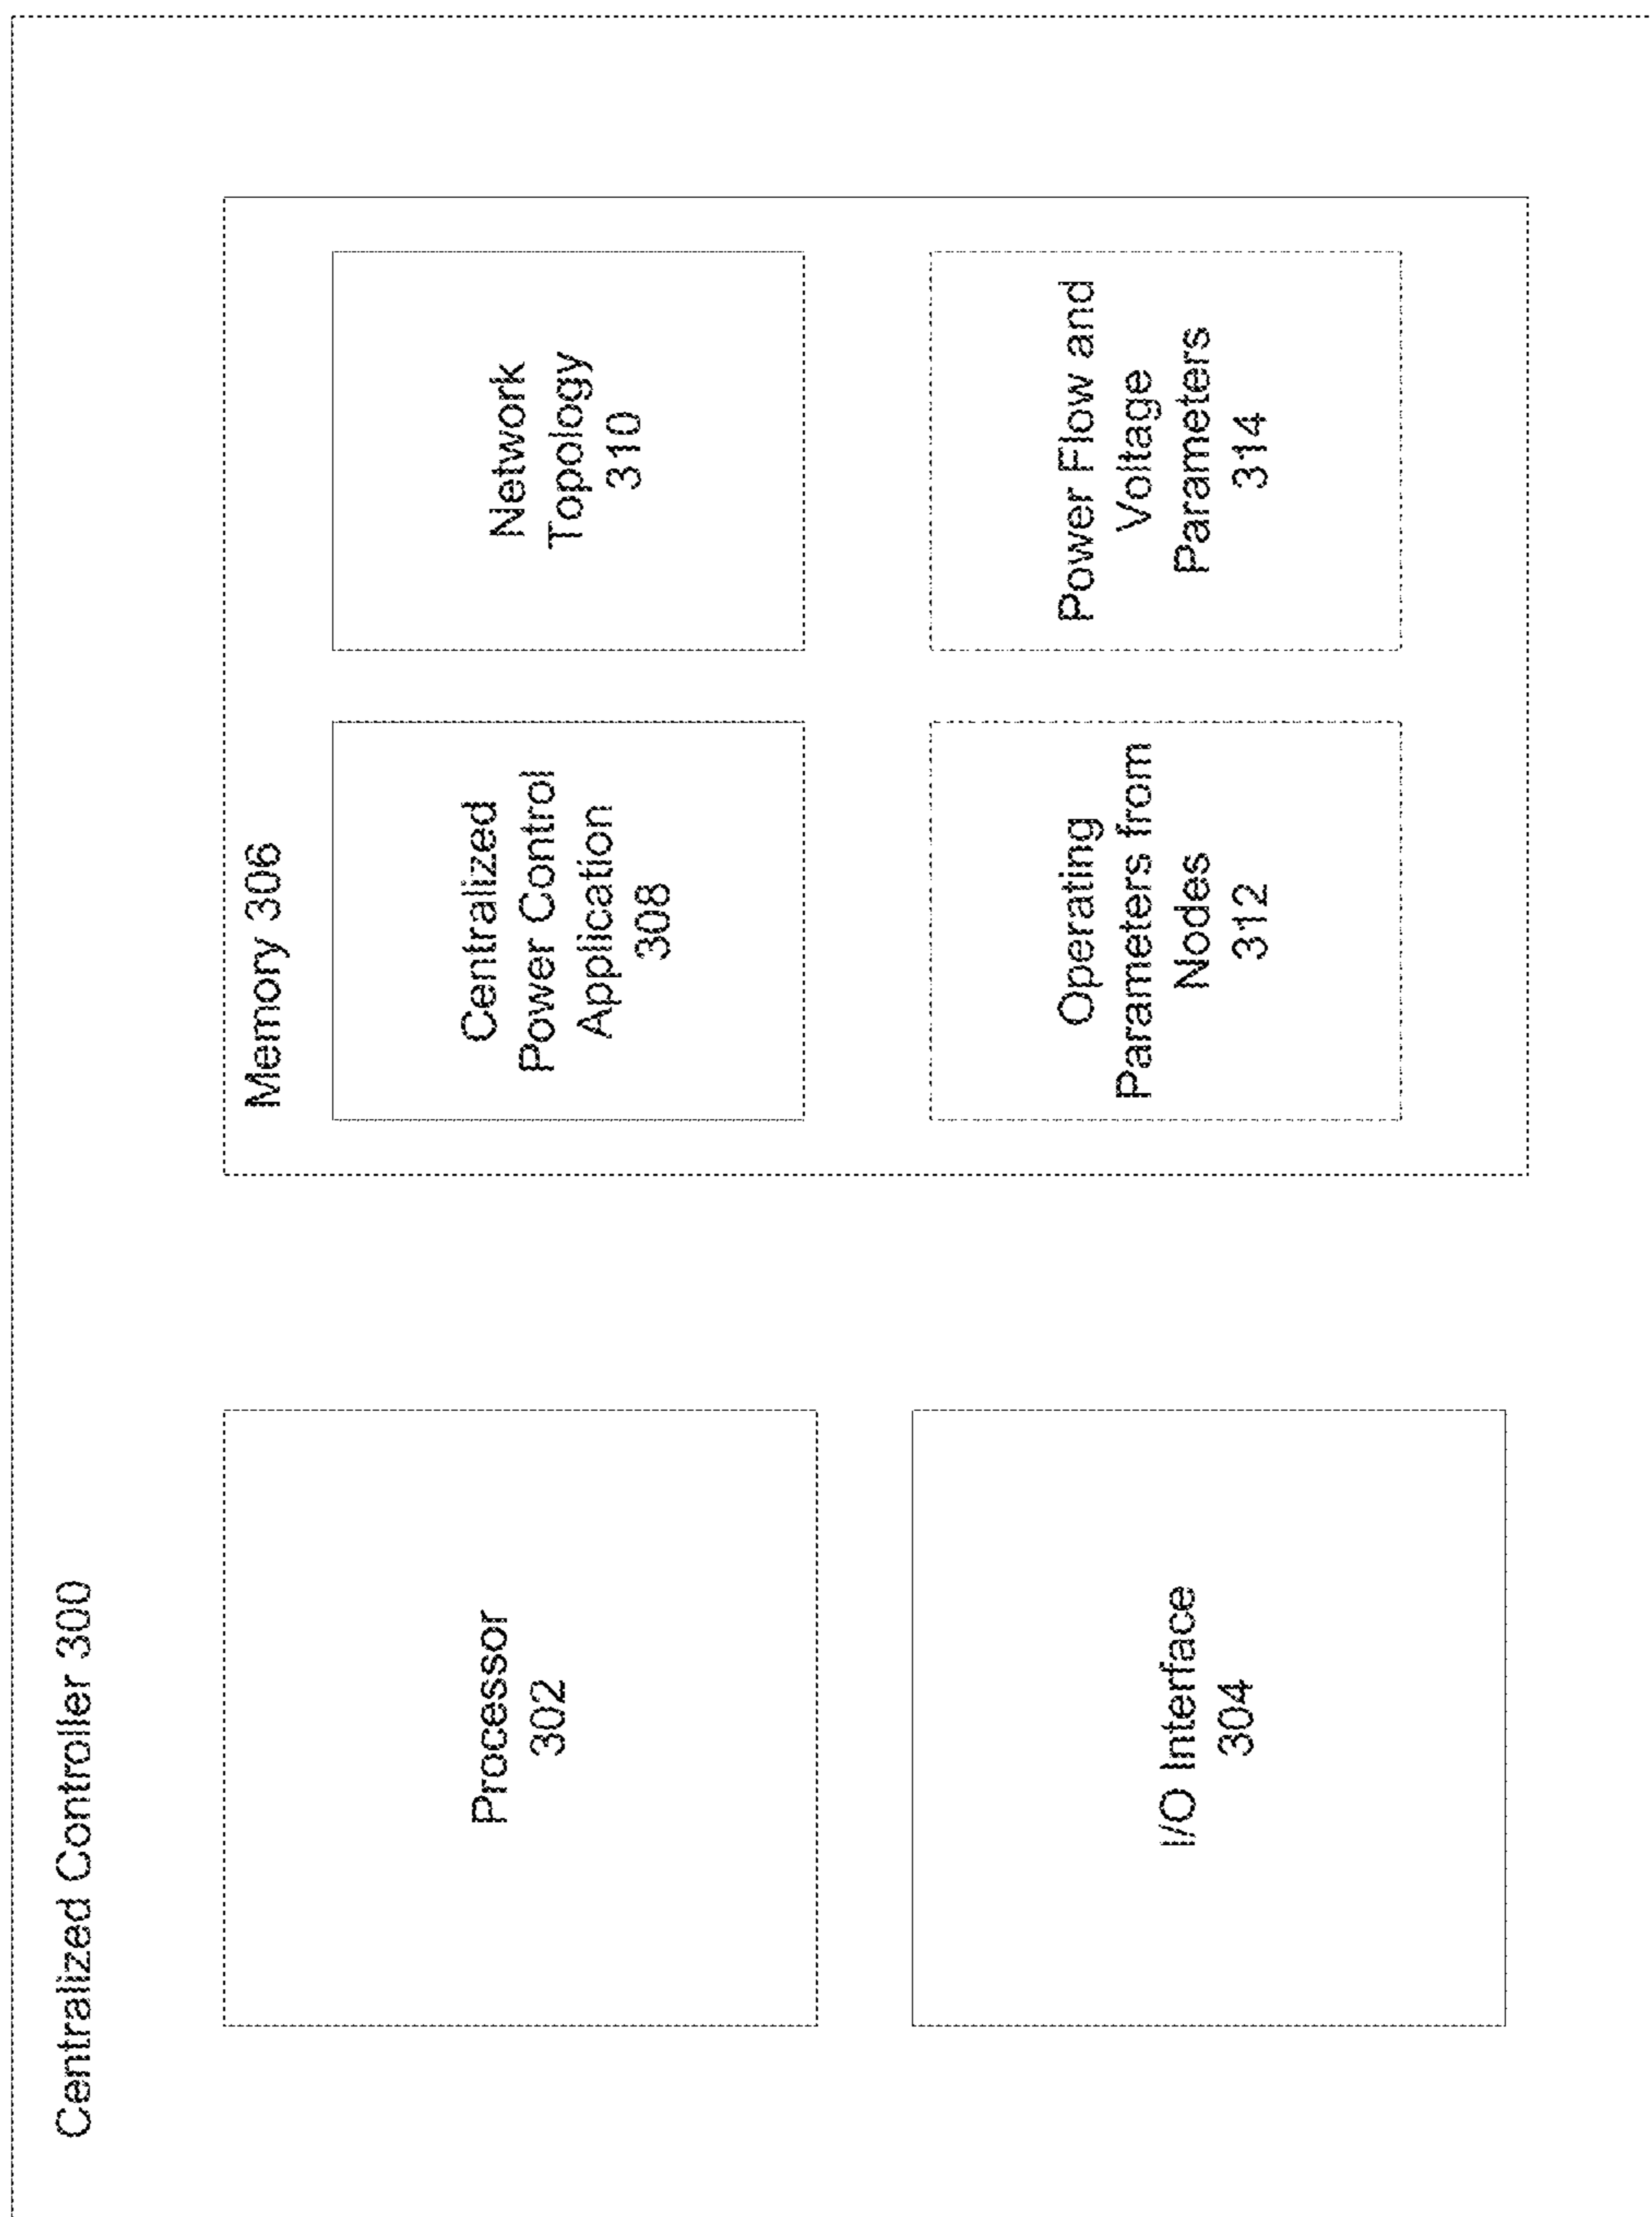 Centralized Controller 300
Processor
302
I/O Interface
304
Memory 306
Centralized
Power Control
Application
308
Network
Topology
310
Operating
Parameters from
Nodes
312
Power Flow and
Voltage
Parameters
314